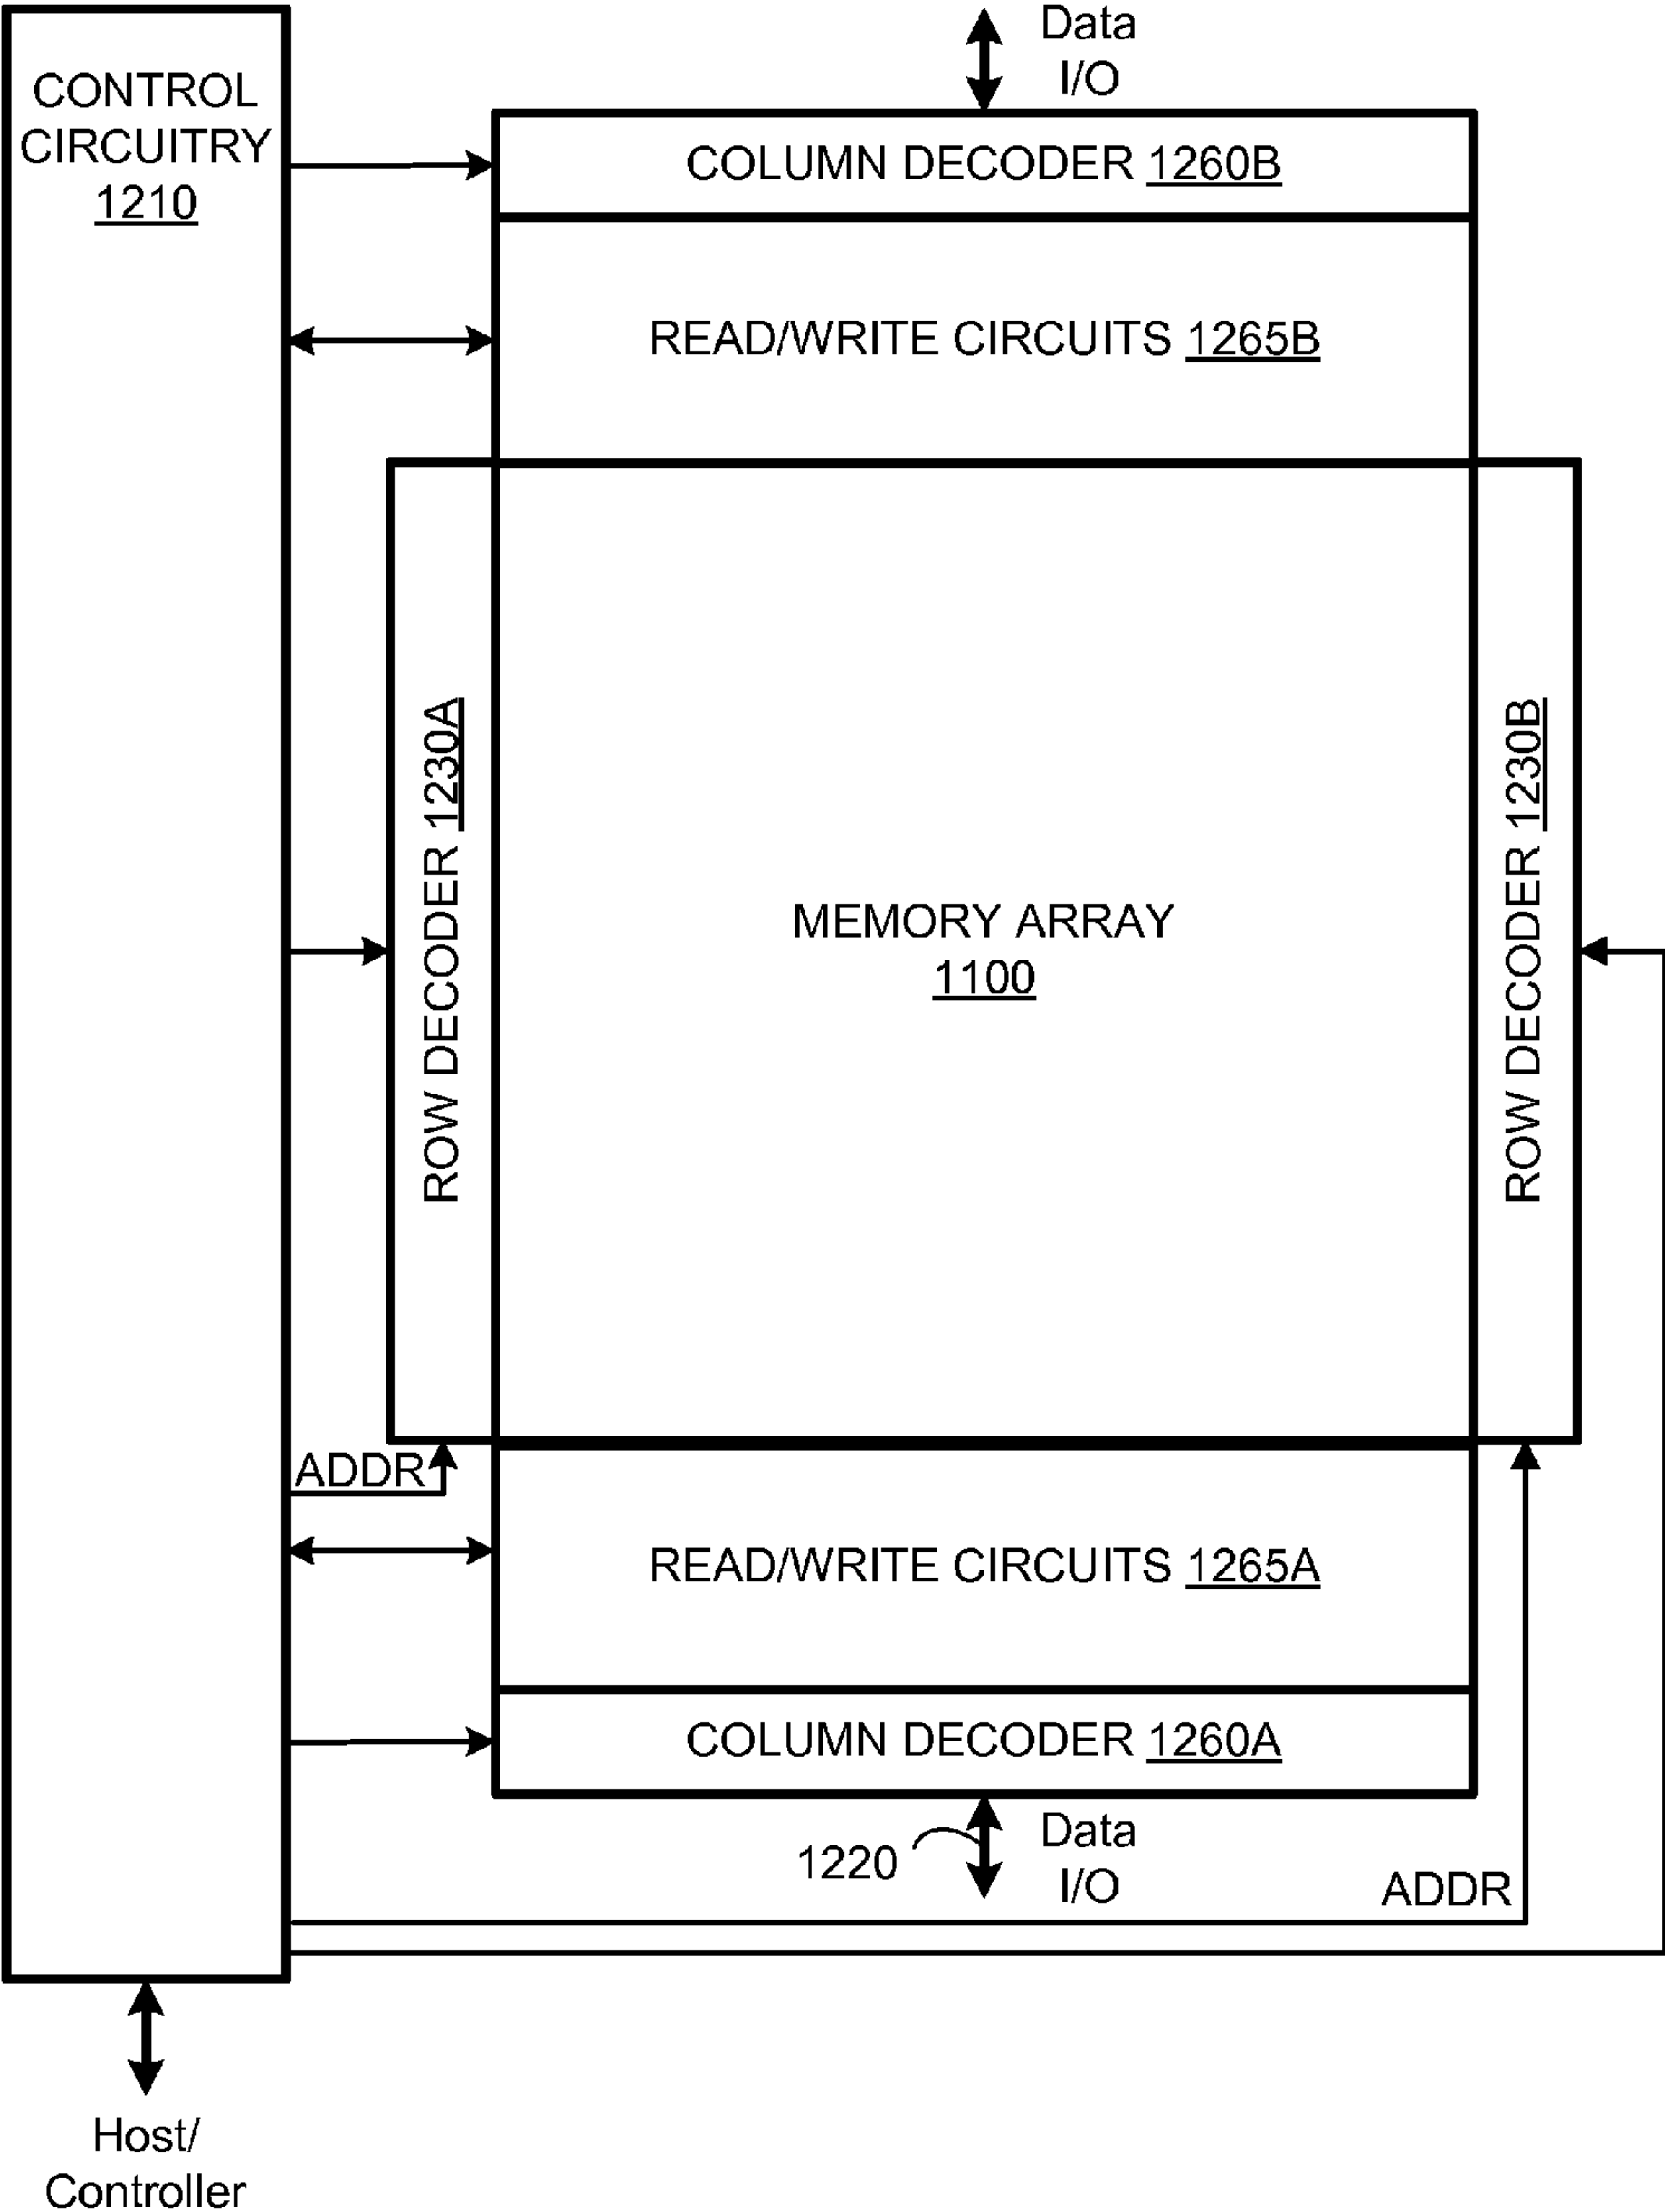 Data
I/O
CONTROL
CIRCUITRY
1210
COLUMN DECODER 1260B
READ/WRITE CIRCUITS 1265B
ROW DECODER 1230A
MEMORY ARRAY
1100
ROW DECODER 1230B
ADDR
READ/WRITE CIRCUITS 1265A
COLUMN DECODER 1260A
1220
Data
I/O
ADDR
Host/
Controller